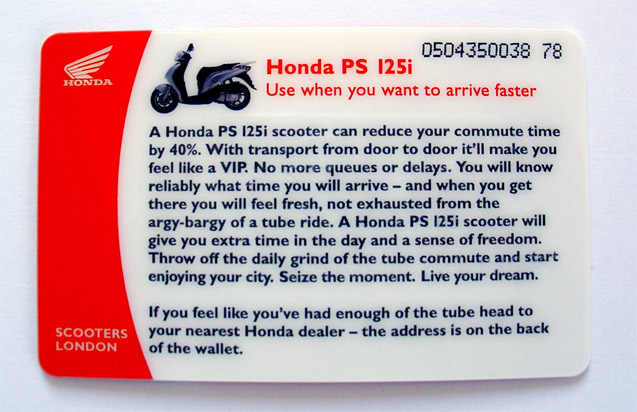 0504350038 78
HONDA
Honda PS 125i
Use when you want to arrive faster
A Honda PS 125i scooter can reduce your commute time
by 40%. With transport from door to door it'll make you
feel like a VIP. No more queues or delays. You will know
reliably what time you will arrive – and when you get
there you will feel fresh, not exhausted from the
argy-bargy of a tube ride. A Honda PS 125i scooter will
give you extra time in the day and a sense of freedom.
Throw off the daily grind of the tube commute and start
enjoying your city. Seize the moment. Live your dream.
If you feel like you've had enough of the tube head to
your nearest Honda dealer – the address is on the back
of the wallet.
SCOOTERS
LONDON